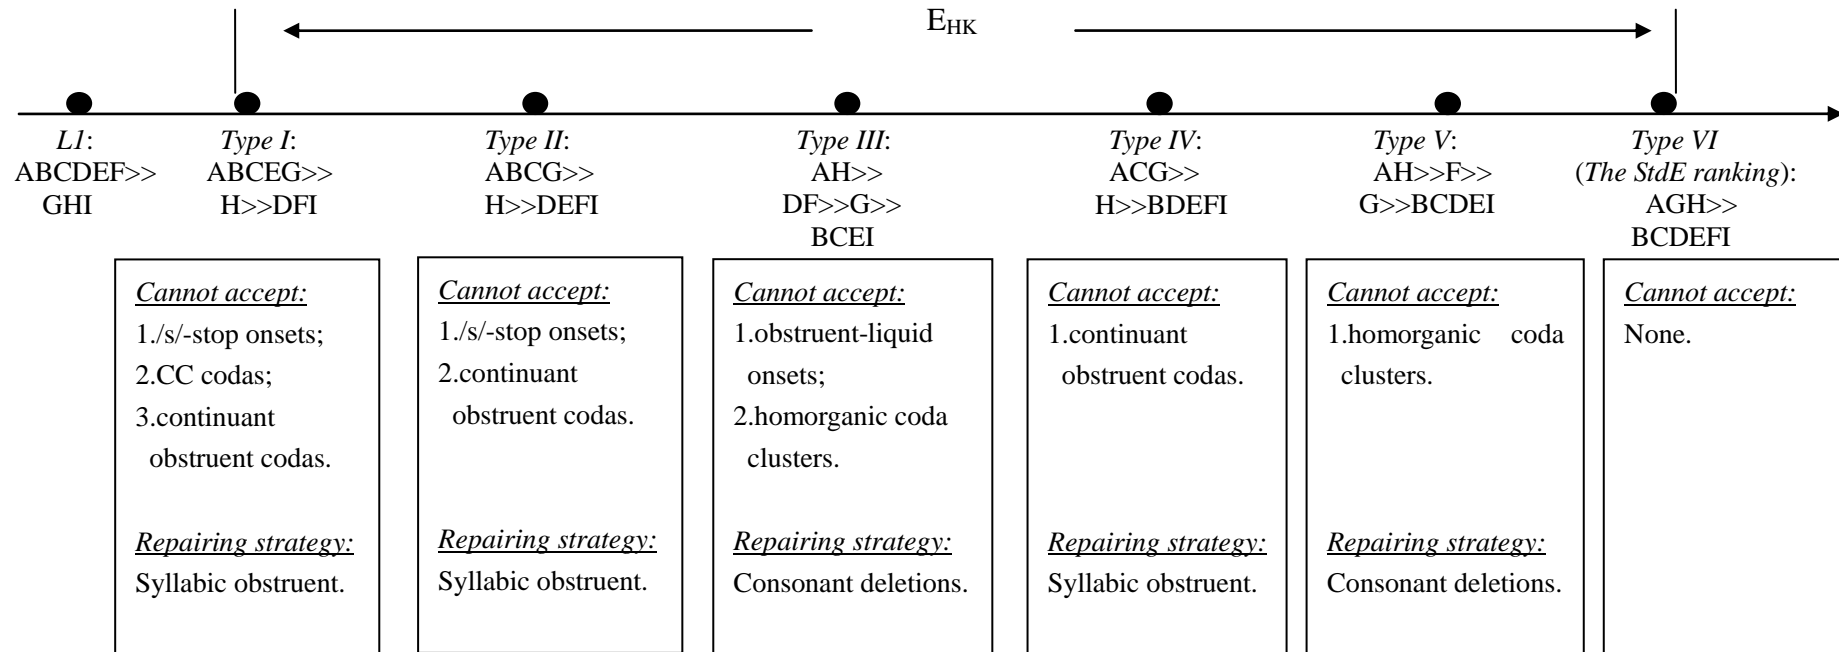 E_HK
L1:
ABCDEF>>
GHI
Type I:
ABCEG>>
H>>DFI
Type II:
ABCG>>
H>>DEFI
Type III:
AH>>
DF>>G>>
BCEI
Type IV:
ACG>>
H>>BDEFI
Type V:
AH>>F>>
G>>BCDEI
Type VI
(The StdE ranking):
AGH>>
BCDEFI
Cannot accept:
1./s/-stop onsets;
2.CC codas;
3.continuant
obstruent codas.
Repairing strategy:
Syllabic obstruent.
Cannot accept:
1./s/-stop onsets;
2.continuant
obstruent codas.
Repairing strategy:
Syllabic obstruent.
Cannot accept:
1.obstruent-liquid
onsets;
2.homorganic coda
clusters.
Repairing strategy:
Consonant deletions.
Cannot accept:
1.continuant
obstruent codas.
Repairing strategy:
Syllabic obstruent.
Cannot accept:
1.homorganic coda
clusters.
Repairing strategy:
Consonant deletions.
Cannot accept:
None.